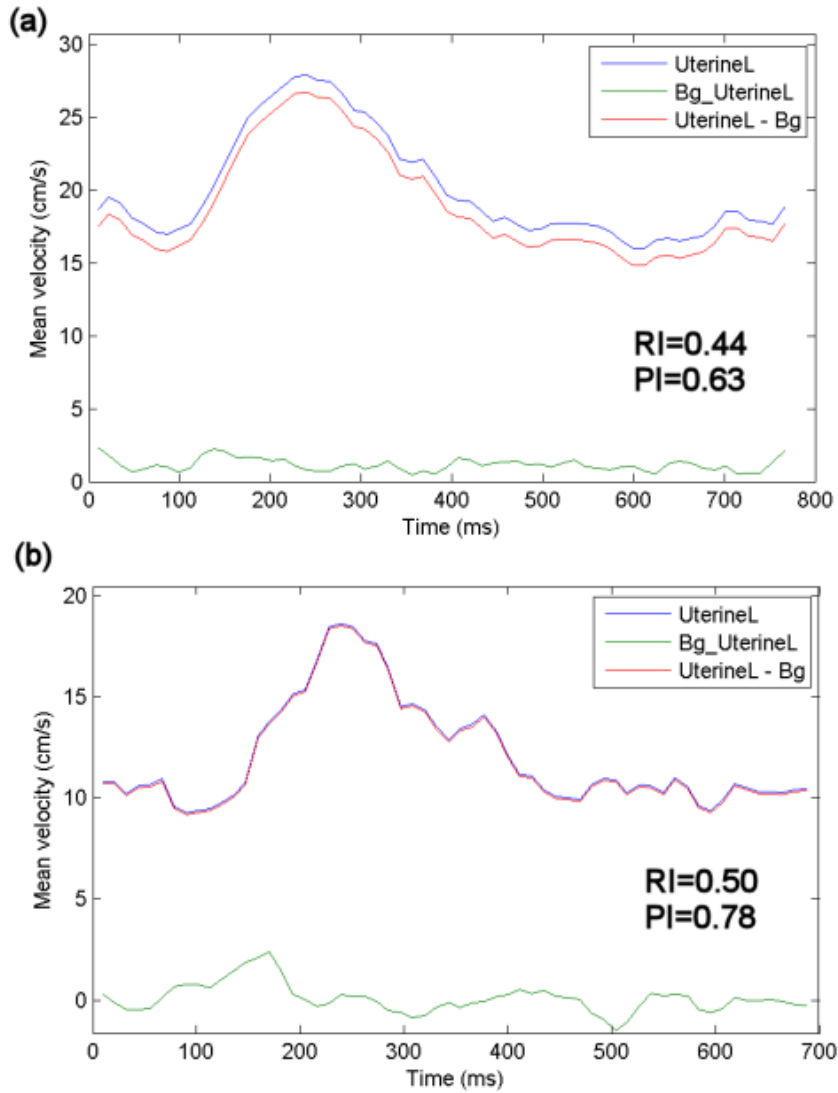 (a)
30
25
20
15
10
5
0
Mean velocity (cm/s)
UterineL
Bg_UterineL
UterineL - Bg
RI=0.44
PI=0.63
0 100 200 300 400 500 600 700 800
Time (ms)
(b)
20
15
10
5
0
Mean velocity (cm/s)
UterineL
Bg_UterineL
UterineL - Bg
RI=0.50
PI=0.78
0 100 200 300 400 500 600 700
Time (ms)